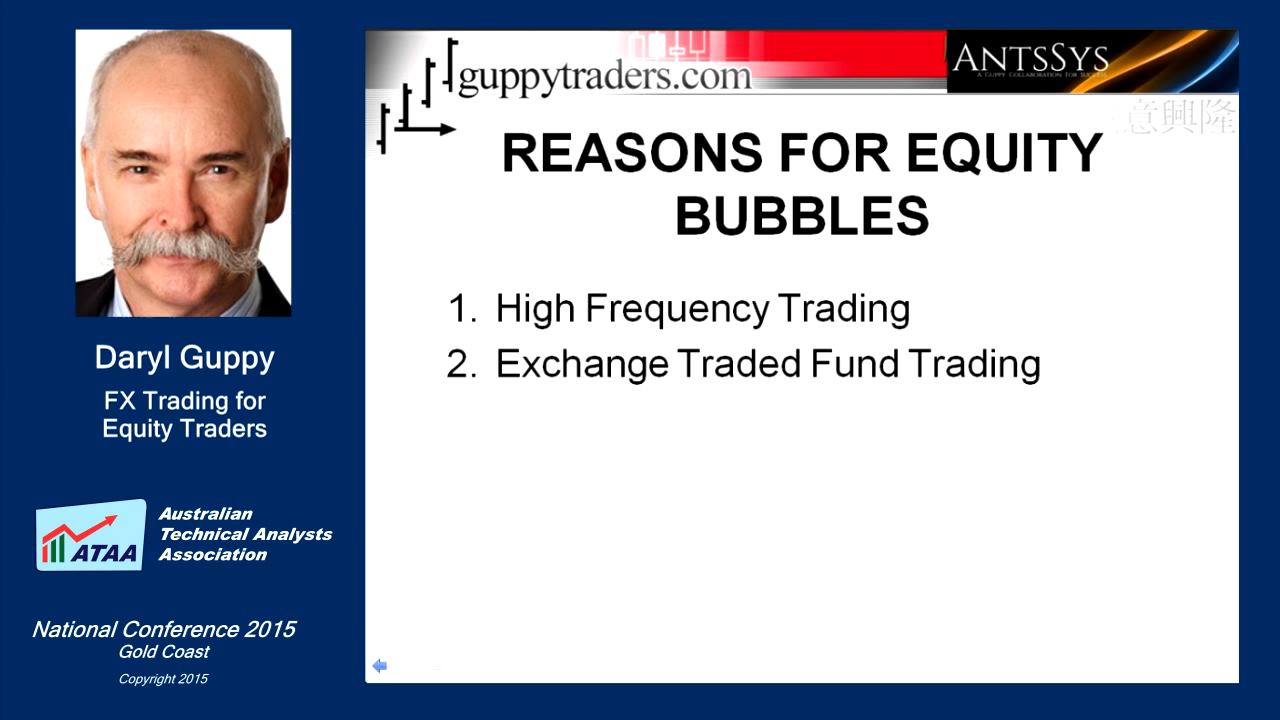 Daryl Guppy
FX Trading for
Equity Traders
ATAA
Australian
Technical Analysts
Association
National Conference 2015
Gold Coast
Copyright 2015
guppytraders.com
ANTSSYS
A GUPPY COLLABORATION FOR SUCCESS
意興隆
REASONS FOR EQUITY
BUBBLES
1. High Frequency Trading
2. Exchange Traded Fund Trading